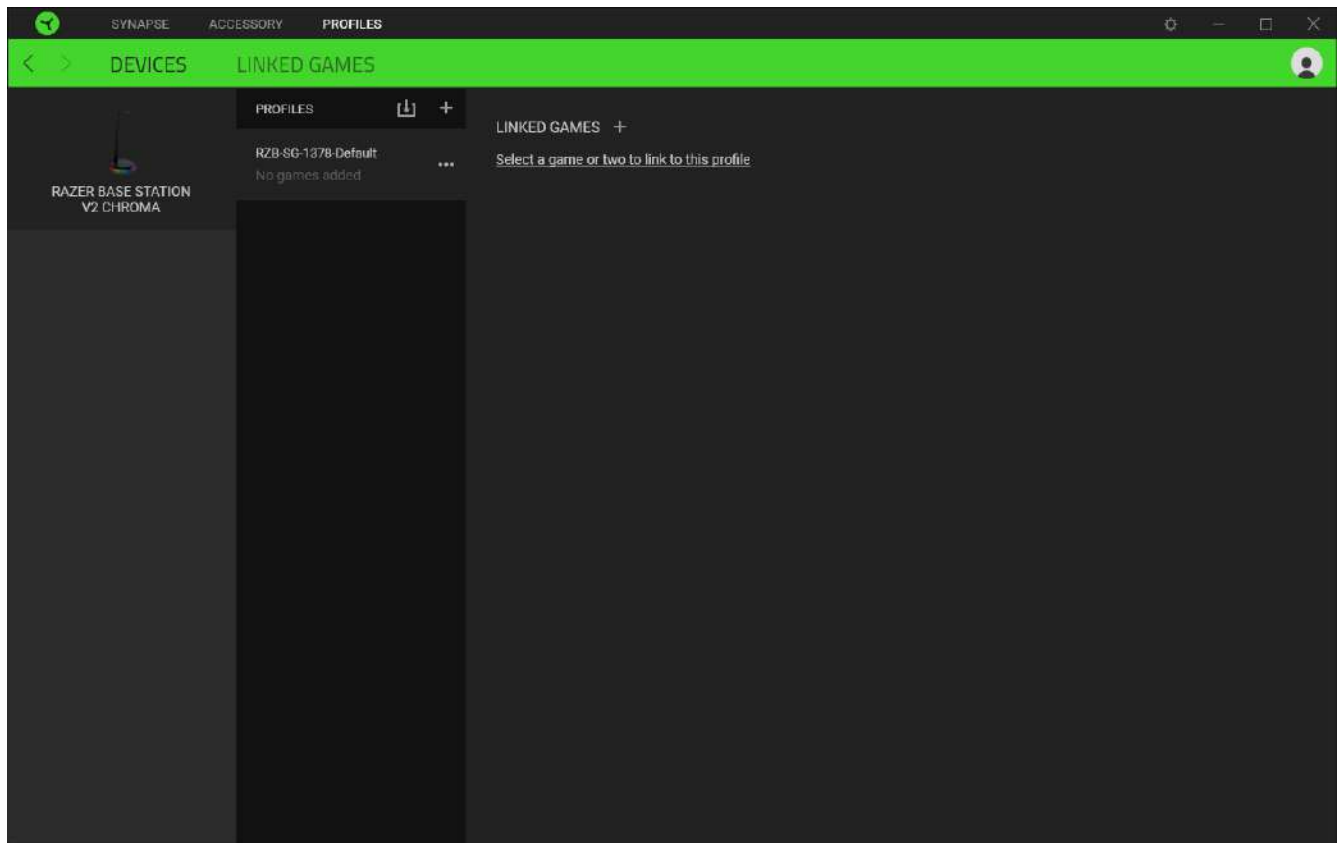 SYNAPSE ACCESSORY PROFILES
DEVICES LINKED GAMES
RAZER BASE STATION
V2 CHROMA
PROFILES
RZB-SG-1378-Default
No games added
LINKED GAMES
Select a game or two to link to this profile